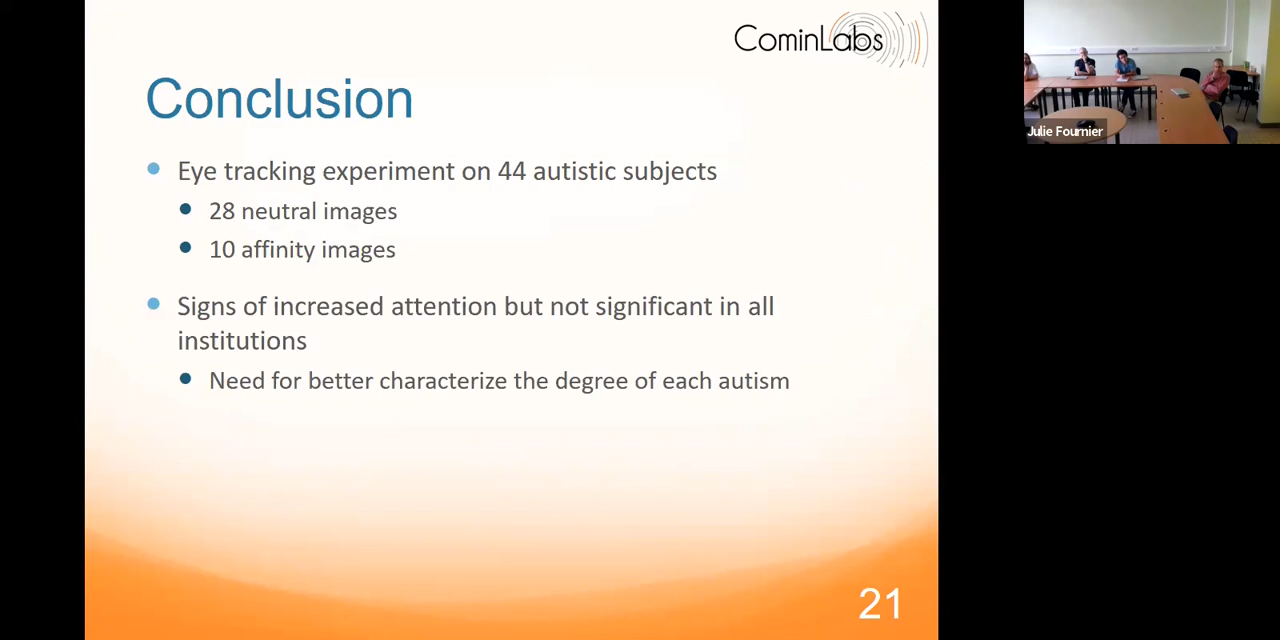 CominLabs
Conclusion
Eye tracking experiment on 44 autistic subjects
28 neutral images
10 affinity images
Signs of increased attention but not significant in all
institutions
Need for better characterize the degree of each autism
21
Julie Fournier